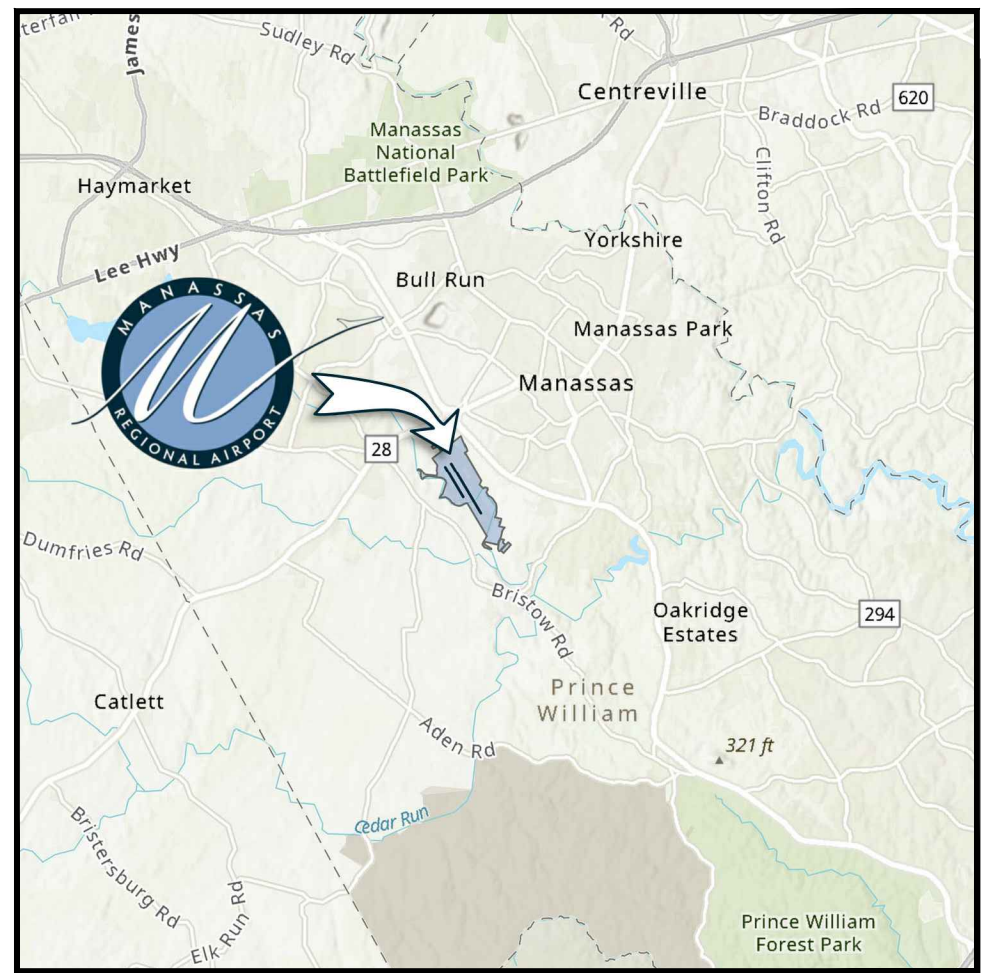 Sudley Rd
James
Rd
Centreville
620
Braddock Rd
Manassas
National
Battlefield Park
Clifton Rd
Haymarket
Yorkshire
Lee Hwy
Bull Run
MANASSAS
M
REGIONAL AIRPORT
Manassas Park
Manassas
28
Dumfries Rd
Bristow Rd
Oakridge
Estates
294
Prince
William
Catlett
Aden Rd
321 ft
Cedar Run
Bristersburg Rd
Elk Run Rd
Prince William
Forest Park